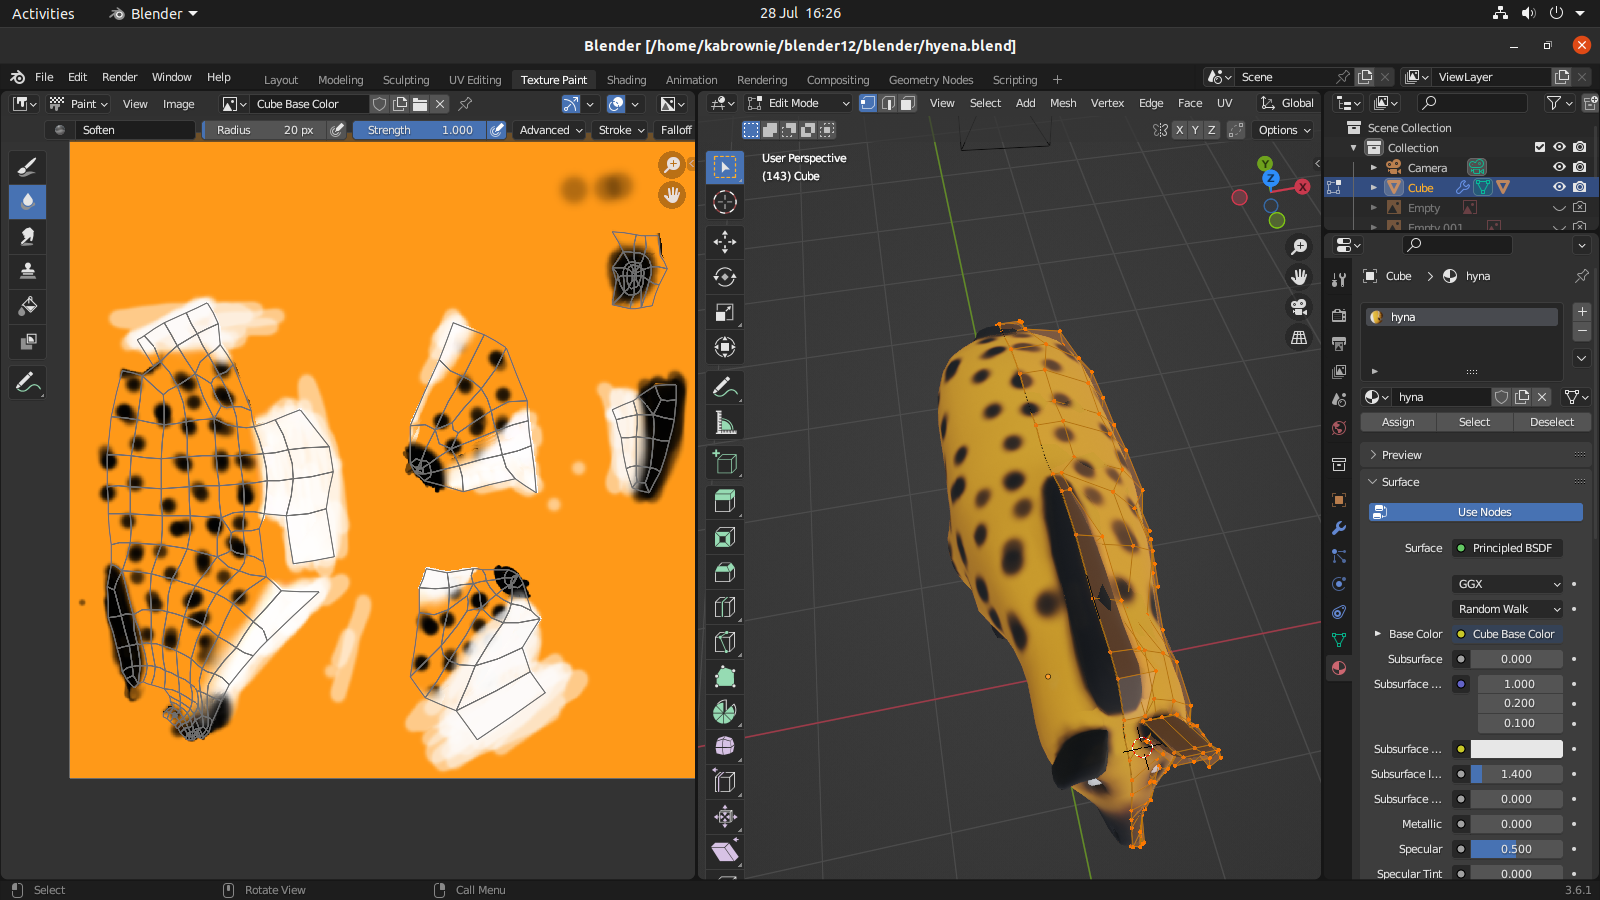 Activities Blender 28 Jul 16:26
Blender [/home/kabrownie/blender12/blender/hyena.blend]
File Edit Render Window Help Layout Modeling Sculpting UV Editing Texture Paint Shading Animation Rendering Compositing Geometry Nodes Scripting + Scene ViewLayer
Paint View Image Cube Base Color Edit Mode View Select Add Mesh Vertex Edge Face UV Global
Soften Radius 20 px Strength 1.000 Advanced Stroke Falloff X Y Z Options
User Perspective
(143) Cube
Y
Z
X
Scene Collection
Collection
Camera
Cube
Empty
Empty.001
Cube > hyna
hyna
hyna
Assign Select Deselect
Preview
Surface
Use Nodes
Surface Principled BSDF
GGX
Random Walk
Base Color Cube Base Color
Subsurface 0.000
Subsurface ... 1.000
0.200
0.100
Subsurface ...
Subsurface I... 1.400
Subsurface ... 0.000
Metallic 0.000
Specular 0.500
Specular Tint 0.000
Select Rotate View Call Menu 3.6.1